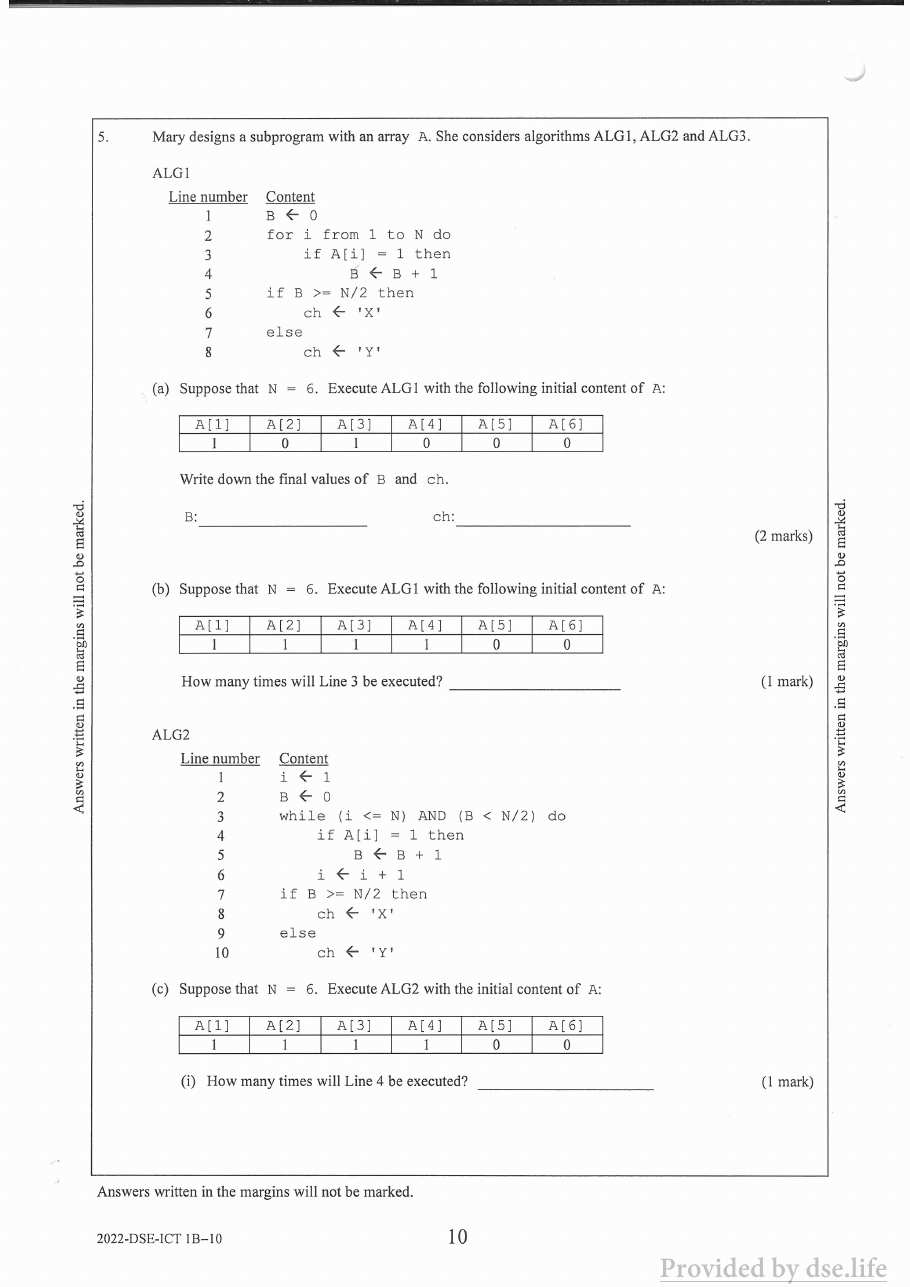 5. Mary designs a subprogram with an array A. She considers algorithms ALG1, ALG2 and ALG3.
ALG1
Line number Content
1 B ← 0
2 for i from 1 to N do
3 if A[i] = 1 then
4 B ← B + 1
5 if B >= N/2 then
6 ch ← 'X'
7 else
8 ch ← 'Y'
(a) Suppose that N = 6. Execute ALG1 with the following initial content of A:
A[1] A[2] A[3] A[4] A[5] A[6]
1 0 1 0 0 0
Write down the final values of B and ch.
B: ch:
(2 marks)
(b) Suppose that N = 6. Execute ALG1 with the following initial content of A:
A[1] A[2] A[3] A[4] A[5] A[6]
1 1 1 1 0 0
How many times will Line 3 be executed? (1 mark)
ALG2
Line number Content
1 i ← 1
2 B ← 0
3 while (i <= N) AND (B < N/2) do
4 if A[i] = 1 then
5 B ← B + 1
6 i ← i + 1
7 if B >= N/2 then
8 ch ← 'X'
9 else
10 ch ← 'Y'
(c) Suppose that N = 6. Execute ALG2 with the initial content of A:
A[1] A[2] A[3] A[4] A[5] A[6]
1 1 1 1 0 0
(i) How many times will Line 4 be executed? (1 mark)
Answers written in the margins will not be marked.
Answers written in the margins will not be marked.
Answers written in the margins will not be marked.
2022-DSE-ICT 1B–10 10
Provided by dse.life